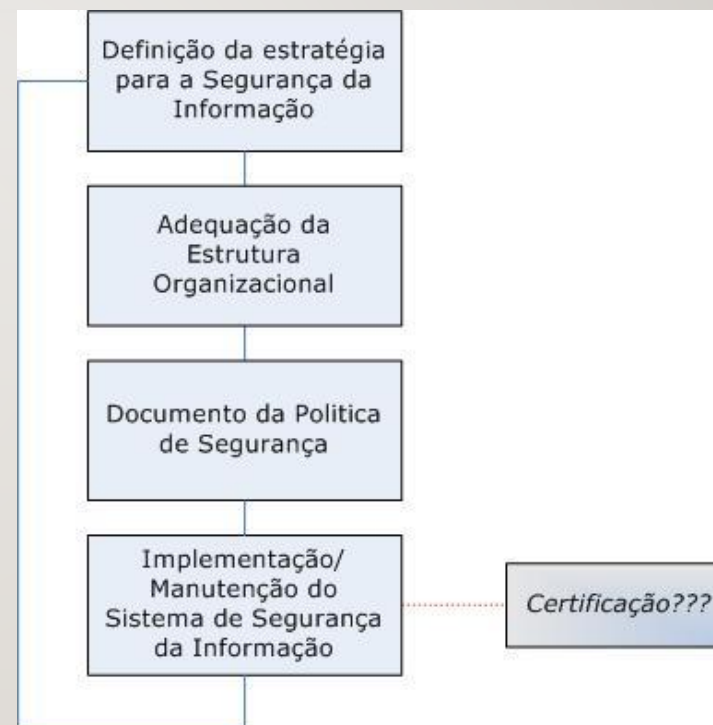 Definição da estratégia
para a Segurança da
Informação
Adequação da
Estrutura
Organizacional
Documento da Politica
de Segurança
Implementação/
Manutenção do
Sistema de Segurança
da Informação
Certificação???